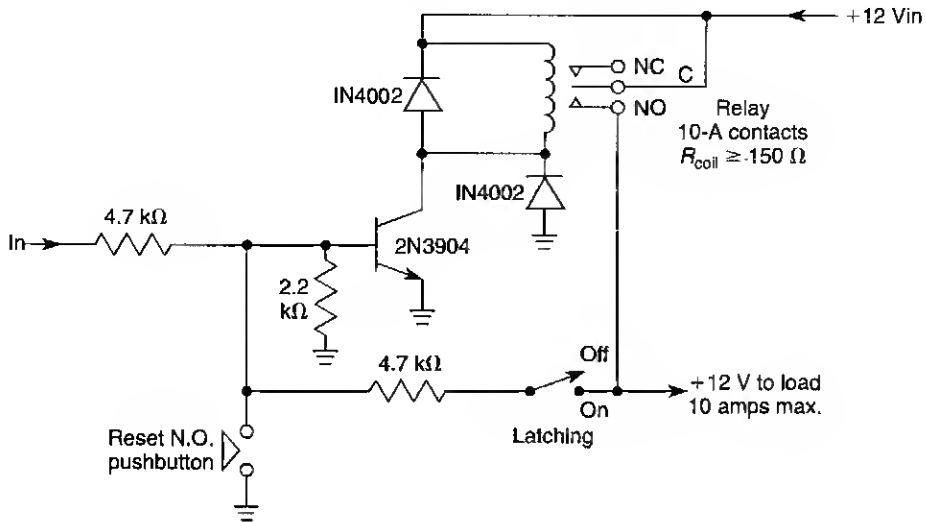 +12 Vin
IN4002
NC
C
NO
Relay
10-A contacts
Rcoil ≥ 150 Ω
IN4002
4.7 kΩ
In
2N3904
2.2
kΩ
4.7 kΩ
Off
On
+12 V to load
10 amps max.
Latching
Reset N.O.
pushbutton